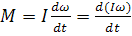 M = I dω/dt = d(Iω)/dt